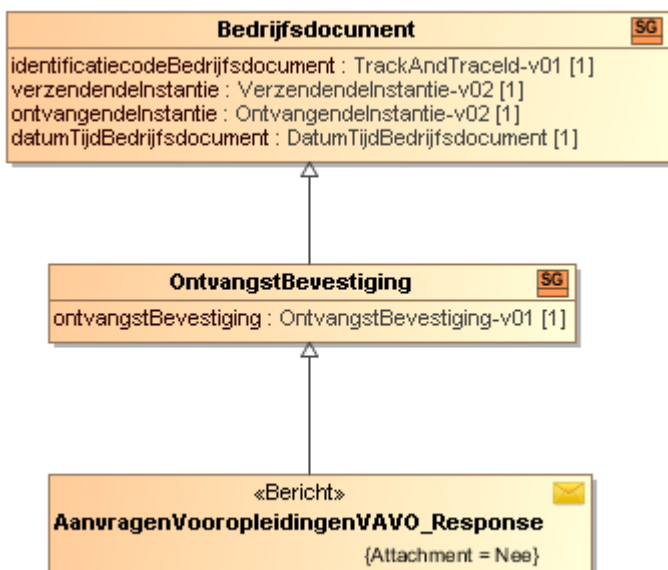 Bedrijfsdocument
SG
identificatiecodeBedrijfsdocument : TrackAndTraceId-v01 [1]
verzendendeInstantie : VerzendendeInstantie-v02 [1]
ontvangendeInstantie : OntvangendeInstantie-v02 [1]
datumTijdBedrijfsdocument : DatumTijdBedrijfsdocument [1]
OntvangstBevestiging
SG
ontvangstBevestiging : OntvangstBevestiging-v01 [1]
«Bericht»
AanvragenVooropleidingenVAVO_Response
{Attachment = Nee}